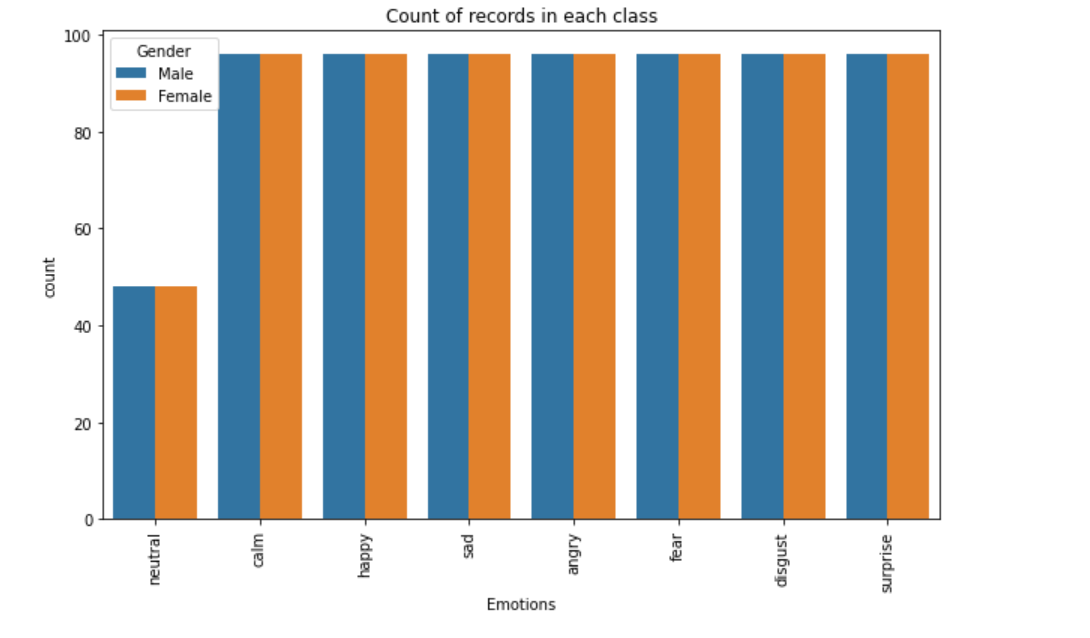 Count of records in each class
Gender
Male
Female
100
80
60
40
20
0
count
neutral
calm
happy
sad
angry
fear
disgust
surprise
Emotions